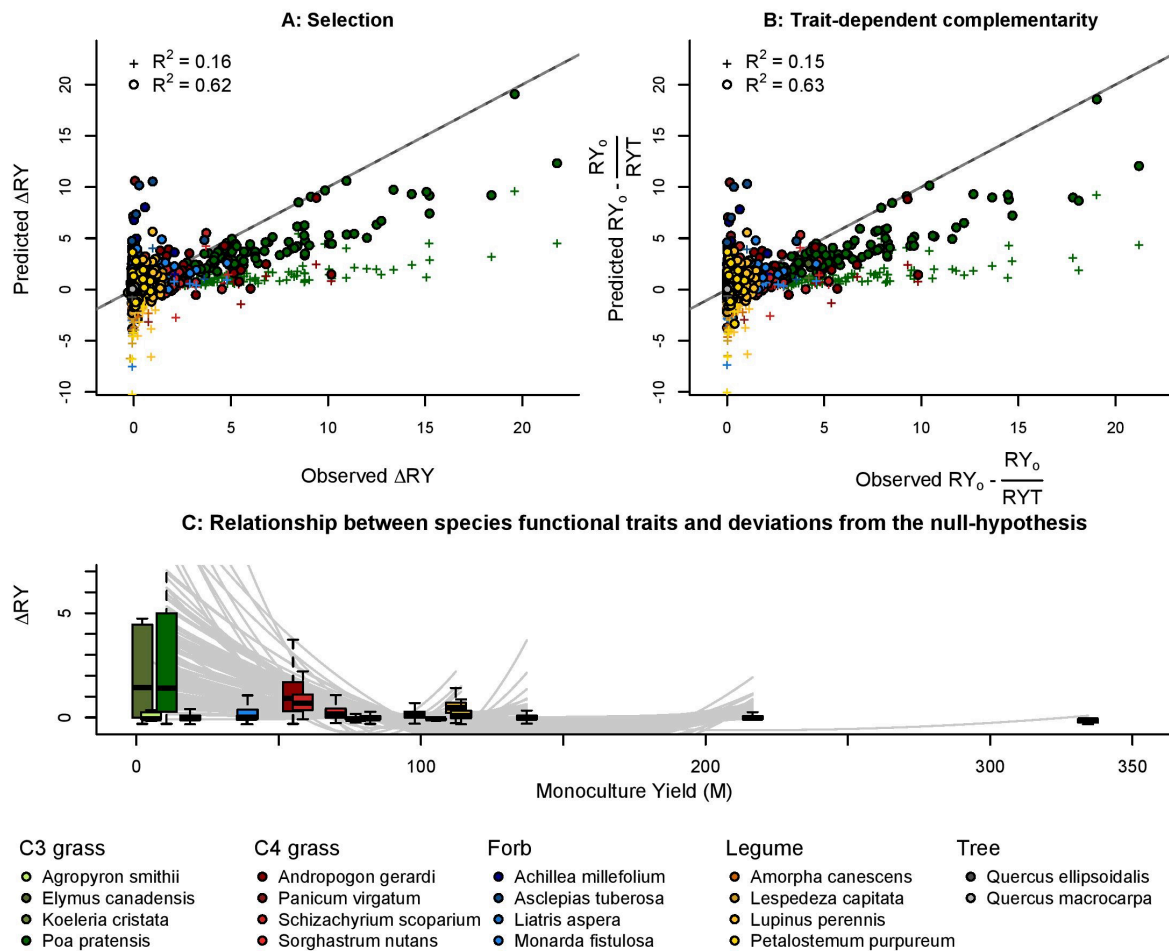 A: Selection
+ R² = 0.16
R² = 0.62
20
15
10
5
0
-5
-10
Predicted ΔRY
0 5 10 15 20
Observed ΔRY
B: Trait-dependent complementarity
+ R² = 0.15
R² = 0.63
20
15
10
5
0
-5
-10
Predicted RYₒ - RYₒ/RYT
0 5 10 15 20
Observed RYₒ - RYₒ/RYT
C: Relationship between species functional traits and deviations from the null-hypothesis
ΔRY
5
0
0 100 200 300 350
Monoculture Yield (M)
C3 grass
Agropyron smithii
Elymus canadensis
Koeleria cristata
Poa pratensis
C4 grass
Andropogon gerardi
Panicum virgatum
Schizachyrium scoparium
Sorghastrum nutans
Forb
Achillea millefolium
Asclepias tuberosa
Liatris aspera
Monarda fistulosa
Legume
Amorpha canescens
Lespedeza capitata
Lupinus perennis
Petalostemum purpureum
Tree
Quercus ellipsoidalis
Quercus macrocarpa